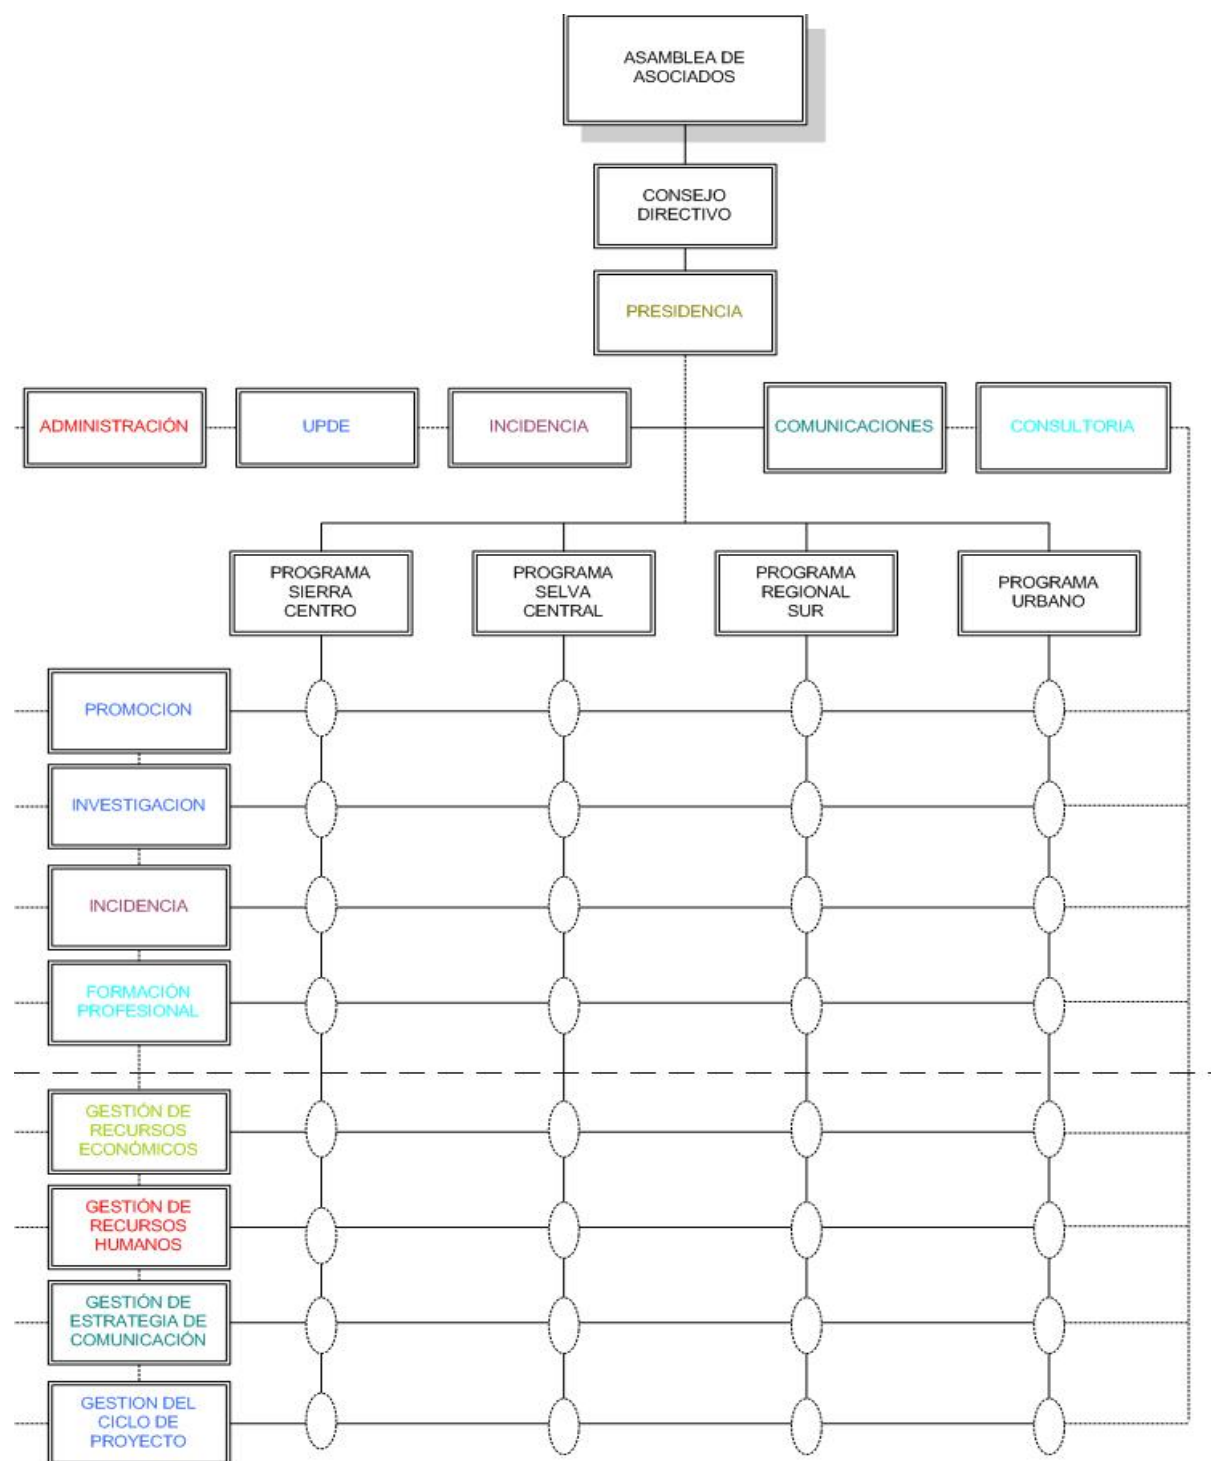 ASAMBLEA DE
ASOCIADOS
CONSEJO
DIRECTIVO
PRESIDENCIA
ADMINISTRACIÓN
UPDE
INCIDENCIA
COMUNICACIONES
CONSULTORIA
PROGRAMA
SIERRA
CENTRO
PROGRAMA
SELVA
CENTRAL
PROGRAMA
REGIONAL
SUR
PROGRAMA
URBANO
PROMOCION
INVESTIGACION
INCIDENCIA
FORMACIÓN
PROFESIONAL
GESTIÓN DE
RECURSOS
ECONÓMICOS
GESTIÓN DE
RECURSOS
HUMANOS
GESTIÓN DE
ESTRATEGIA DE
COMUNICACIÓN
GESTION DEL
CICLO DE
PROYECTO